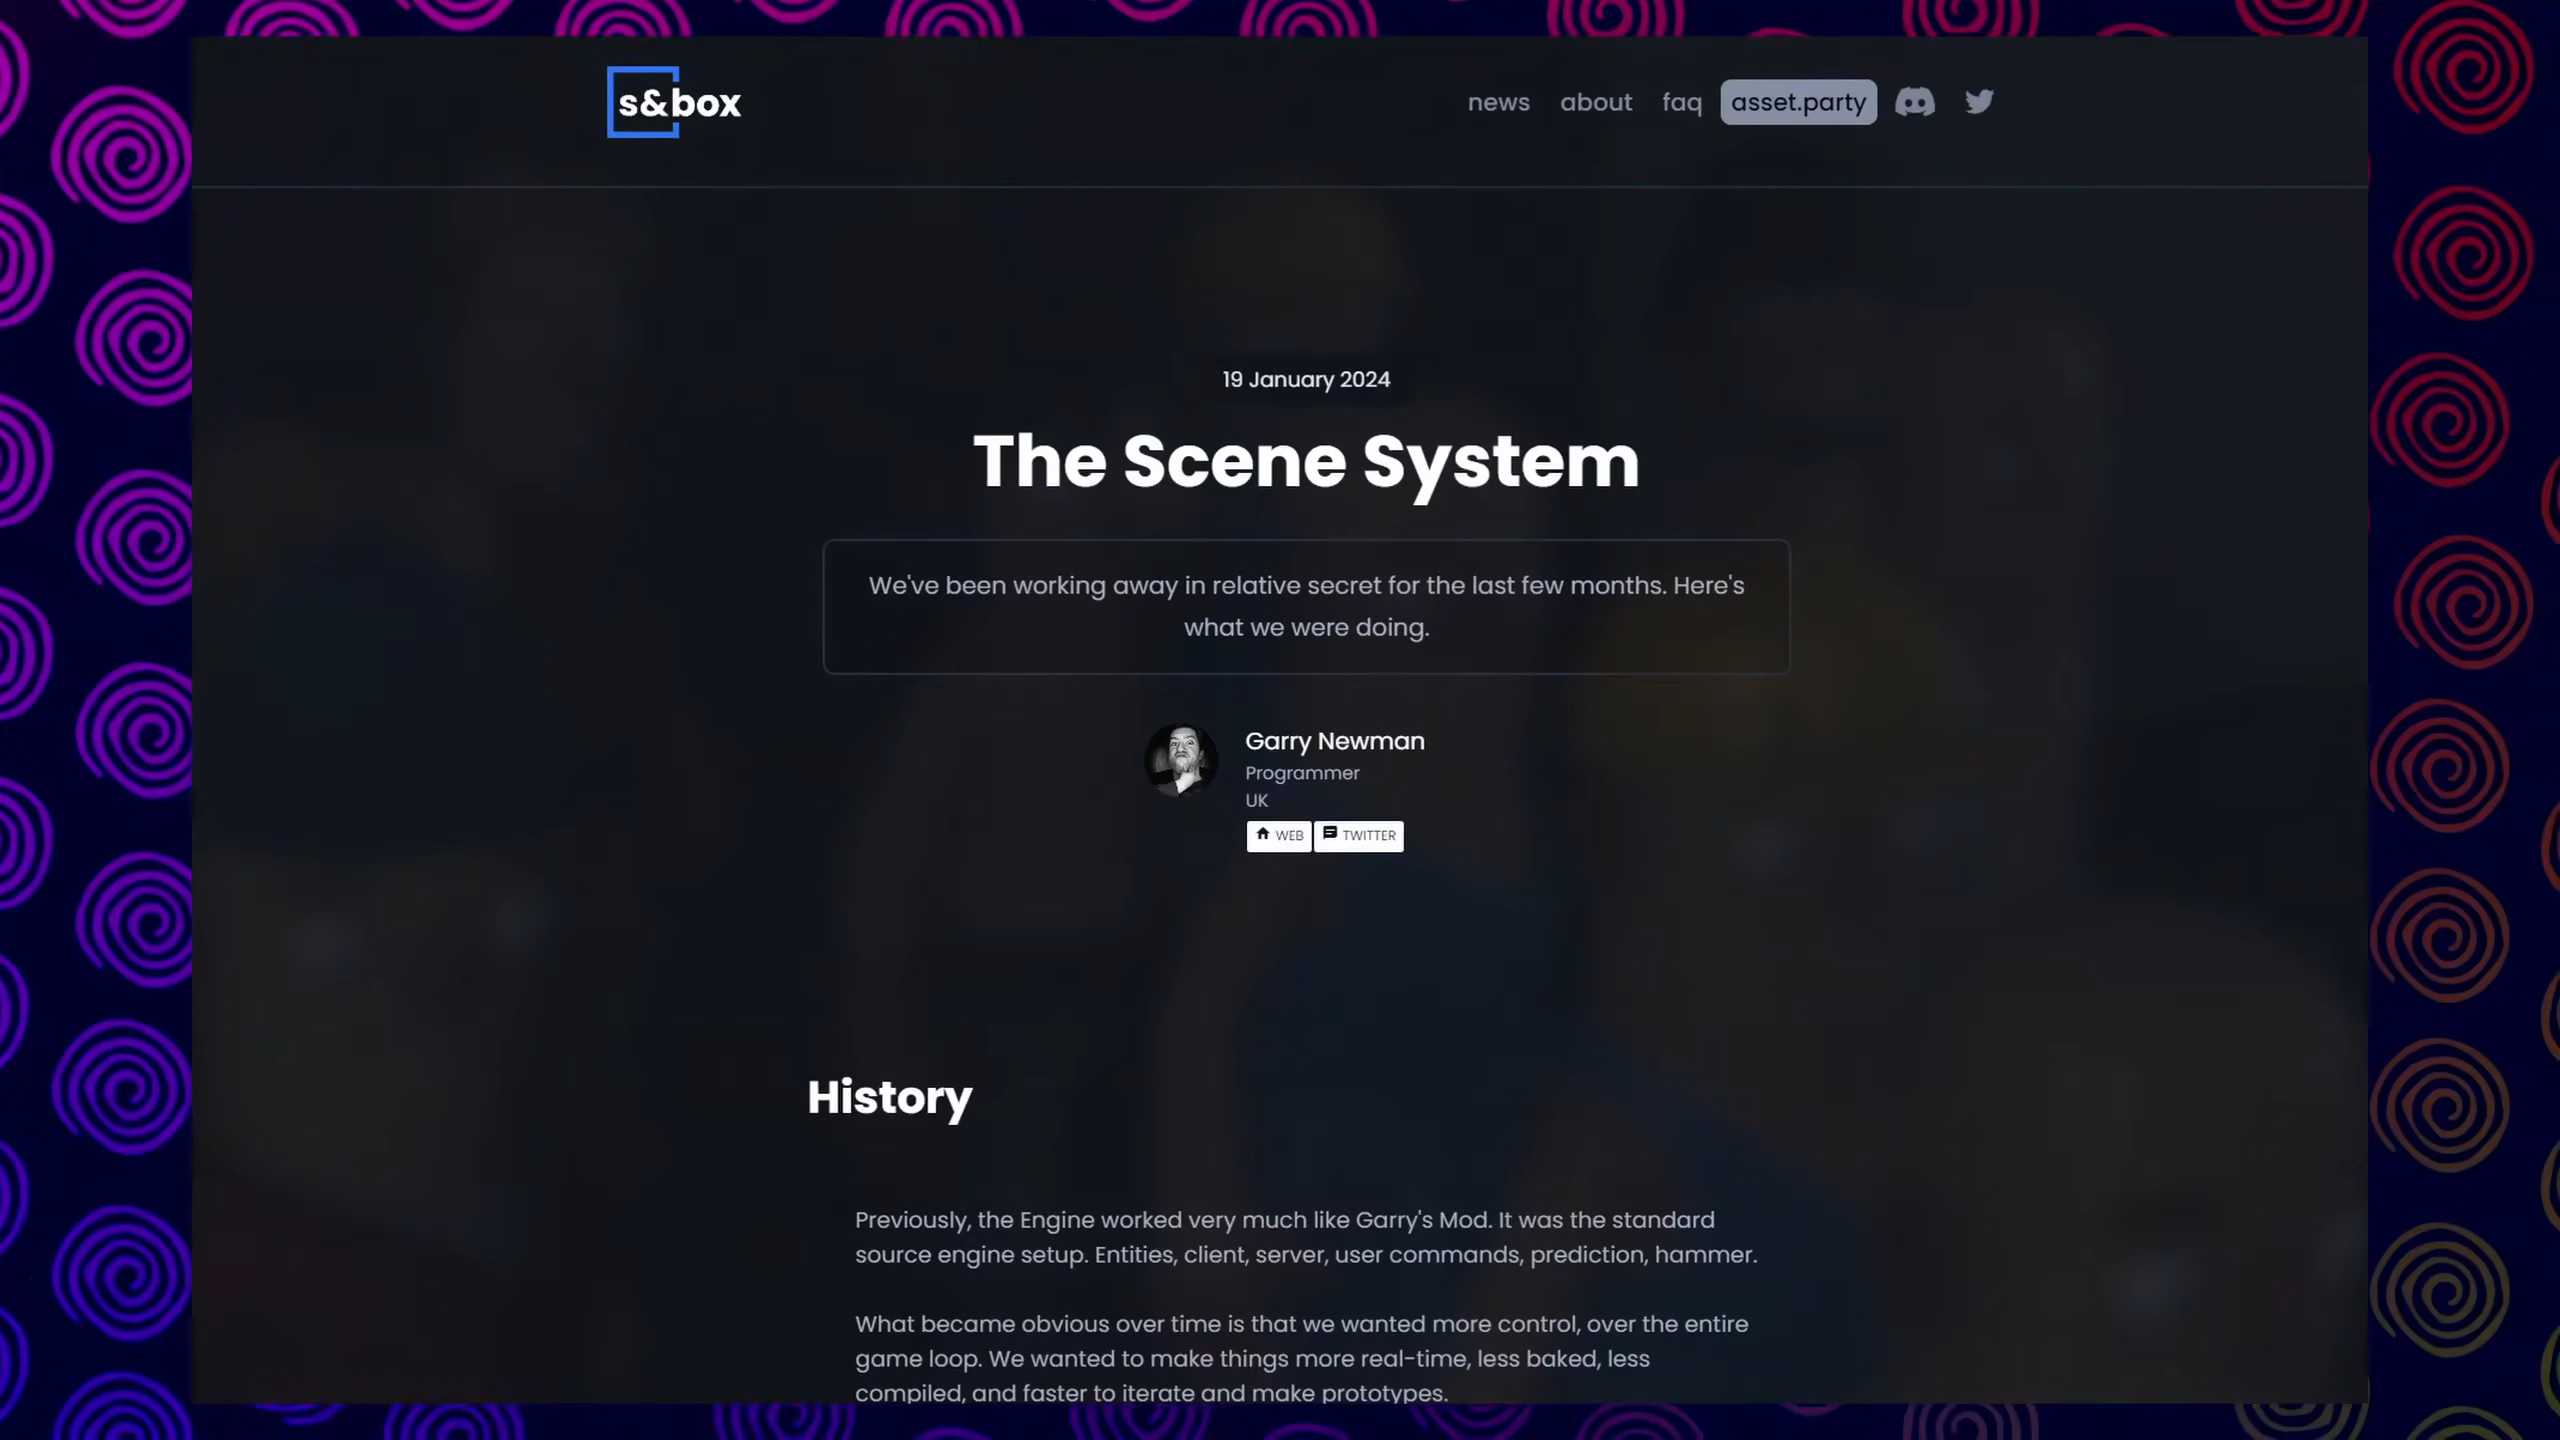 s&box
news about faq asset.party
19 January 2024
The Scene System
We've been working away in relative secret for the last few months. Here's
what we were doing.
Garry Newman
Programmer
UK
WEB TWITTER
History
Previously, the Engine worked very much like Garry's Mod. It was the standard
source engine setup. Entities, client, server, user commands, prediction, hammer.
What became obvious over time is that we wanted more control, over the entire
game loop. We wanted to make things more real-time, less baked, less
compiled, and faster to iterate and make prototypes.